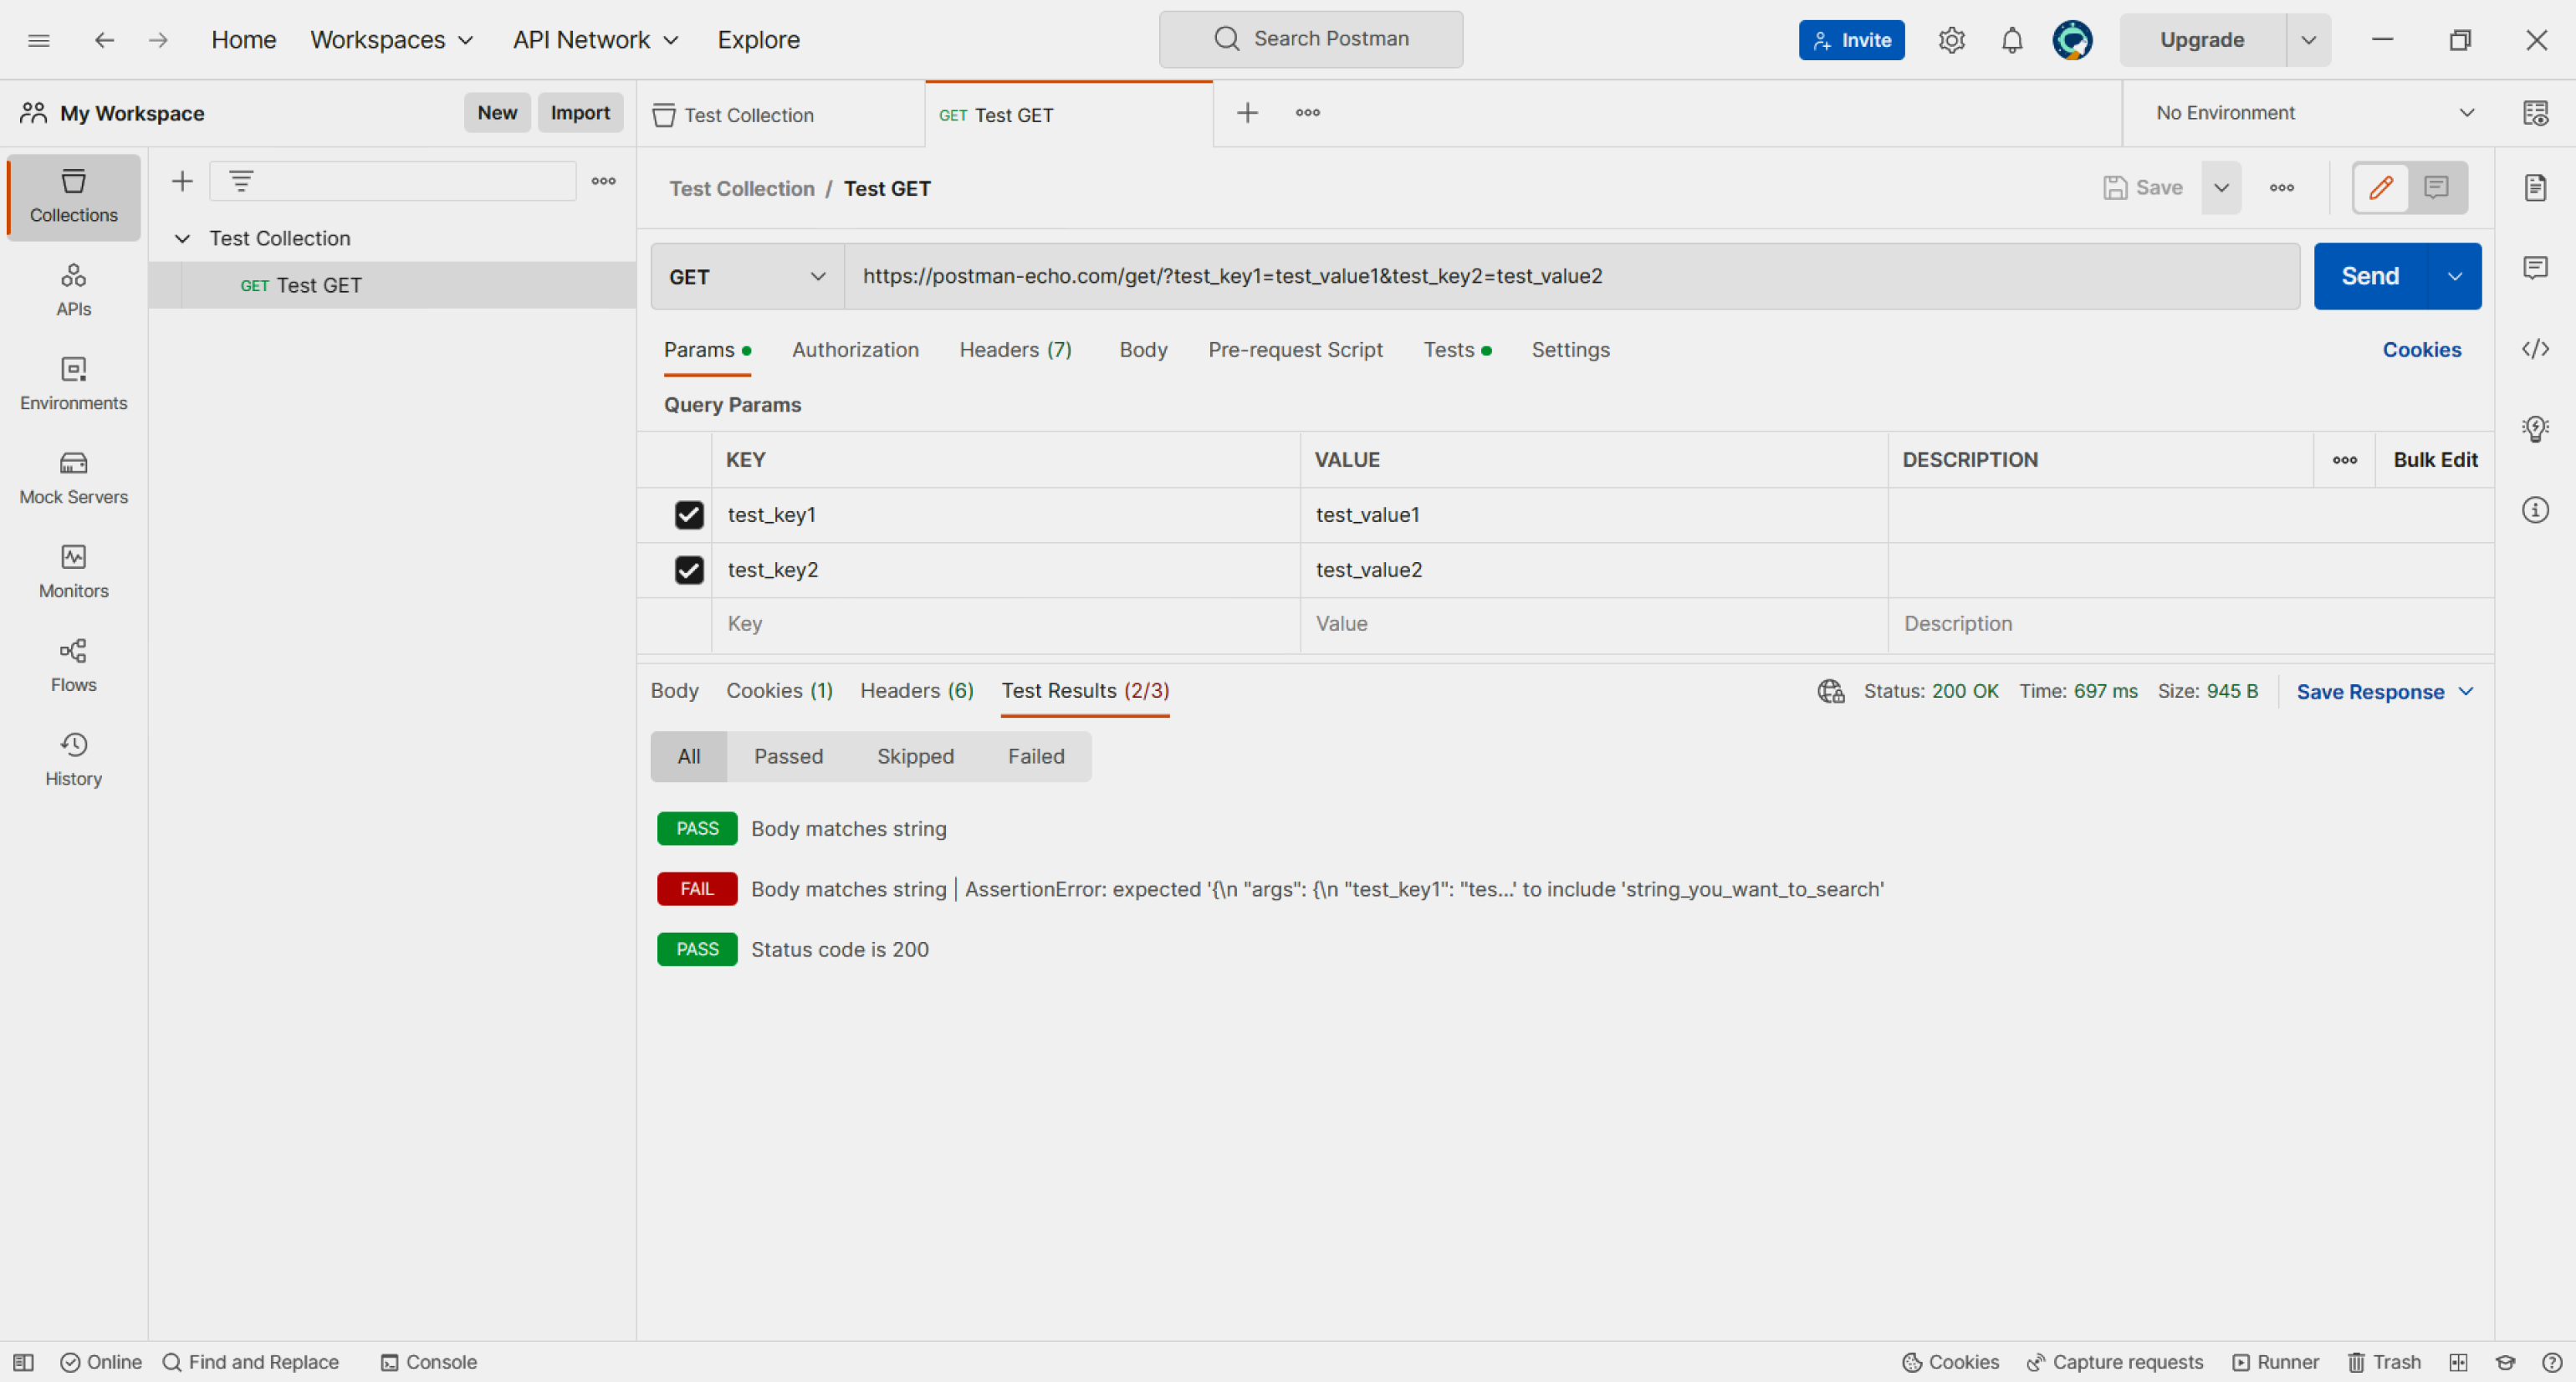 Home Workspaces API Network Explore Search Postman Invite Upgrade
My Workspace New Import Test Collection GET Test GET No Environment
Collections
APIs
Environments
Mock Servers
Monitors
Flows
History
Test Collection
GET Test GET
Test Collection / Test GET Save
GET https://postman-echo.com/get/?test_key1=test_value1&test_key2=test_value2 Send
Params Authorization Headers (7) Body Pre-request Script Tests Settings Cookies
Query Params
KEY VALUE DESCRIPTION Bulk Edit
test_key1 test_value1
test_key2 test_value2
Key Value Description
Body Cookies (1) Headers (6) Test Results (2/3) Status: 200 OK Time: 697 ms Size: 945 B Save Response
All Passed Skipped Failed
PASS Body matches string
FAIL Body matches string | AssertionError: expected '{\n "args": {\n "test_key1": "tes...' to include 'string_you_want_to_search'
PASS Status code is 200
Online Find and Replace Console Cookies Capture requests Runner Trash